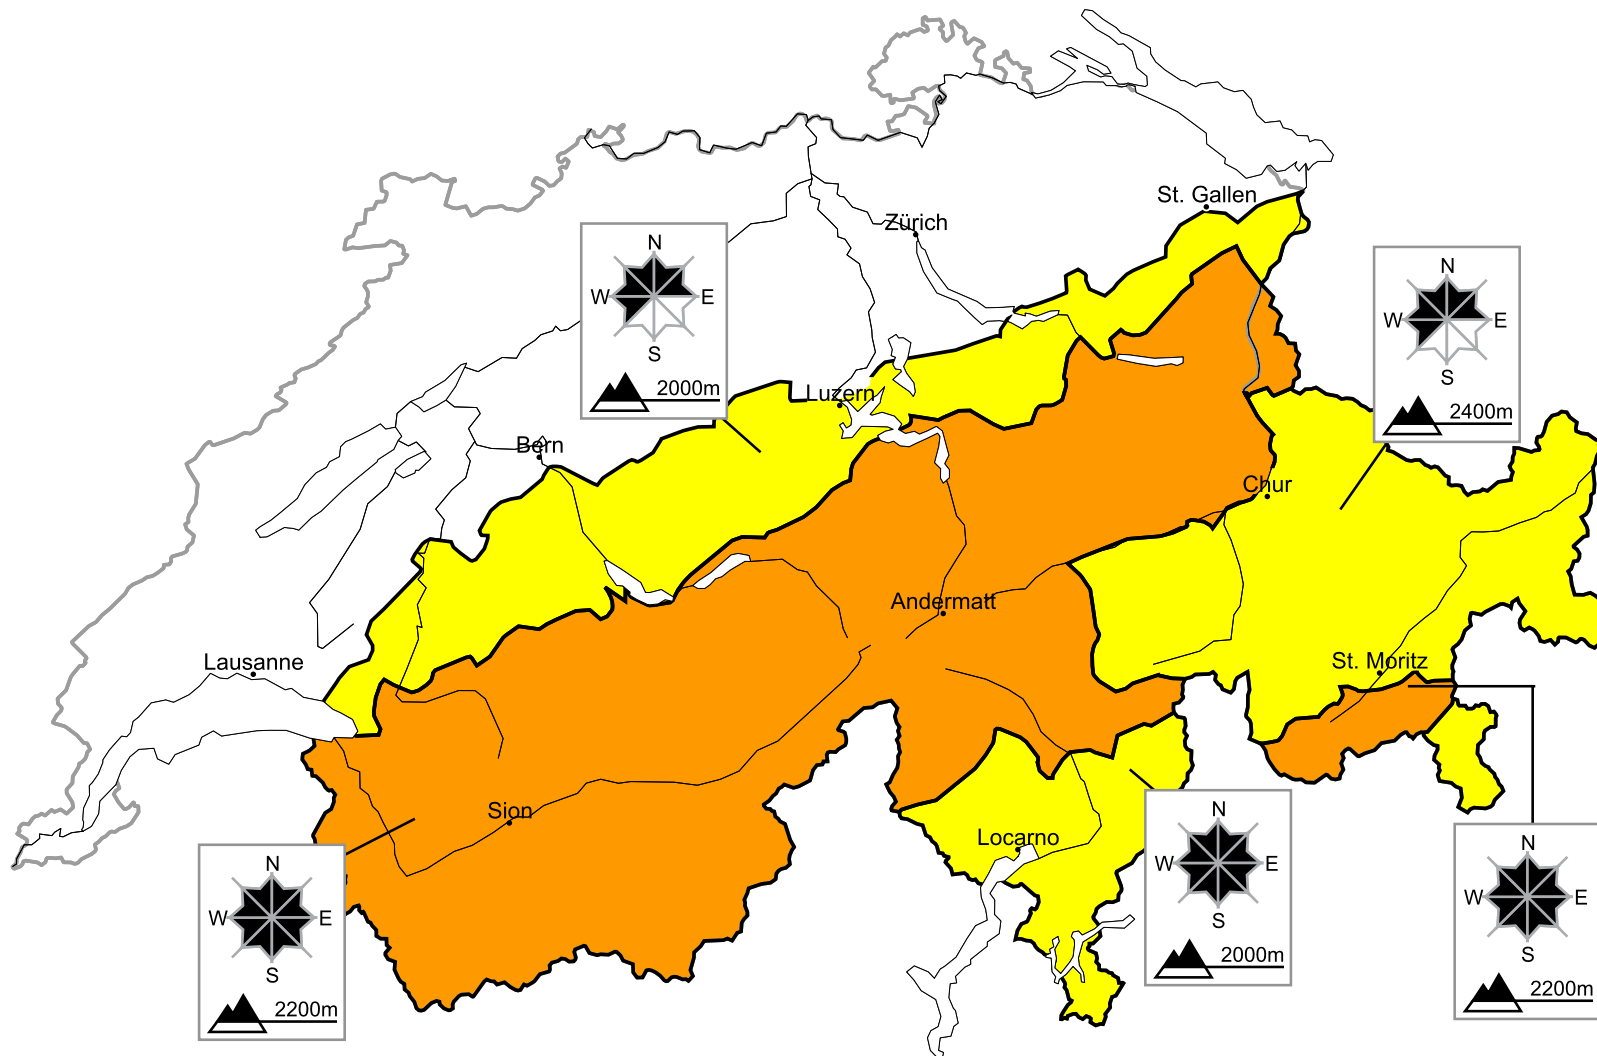 St. Gallen
Zürich
N
W E
S
2000m
N
W E
S
2400m
Luzern
Bern
Chur
Andermatt
Lausanne
St. Moritz
Sion
Locarno
N
W E
S
2000m
N
W E
S
2200m
N
W E
S
2200m